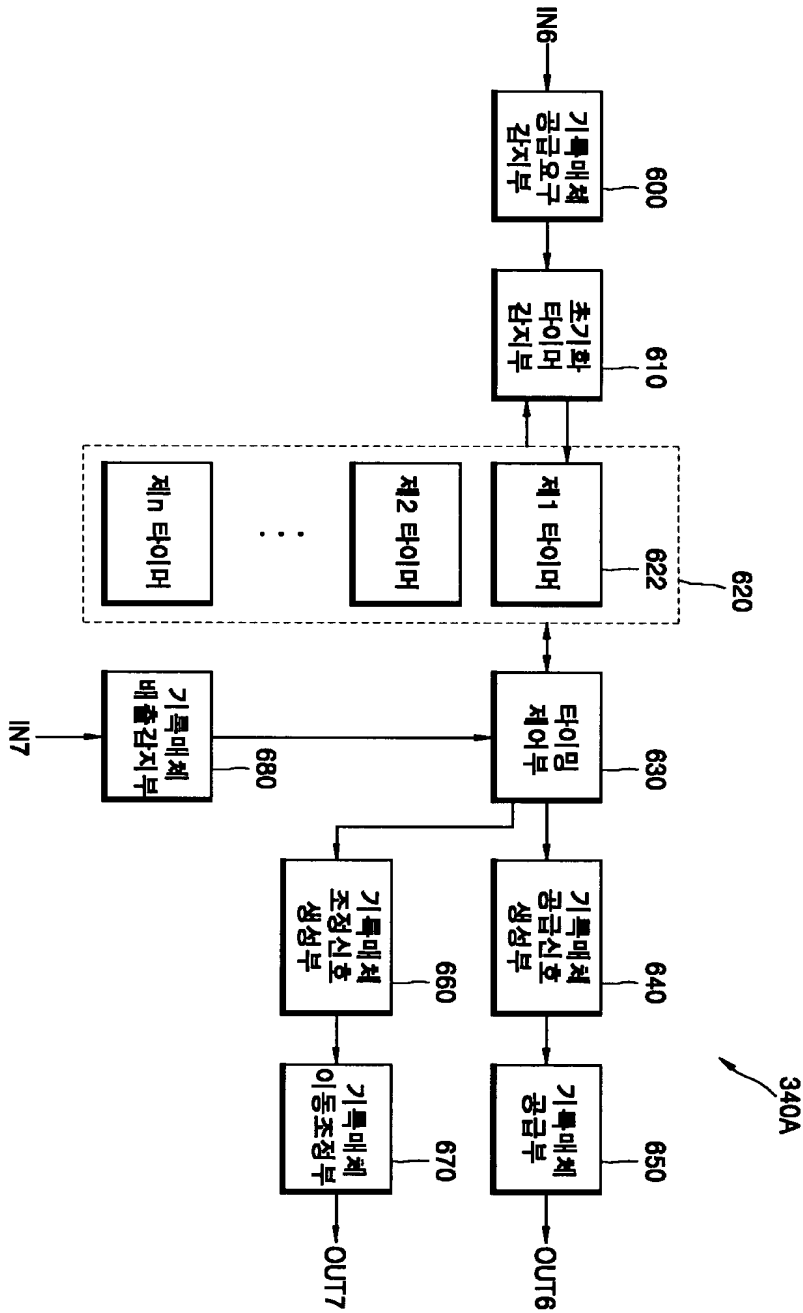 340A
IN6
기록매체
공급요구
감지부
600
초기화
타이머
감지부
610
620
제1 타이머
622
제2 타이머
. . .
제n 타이머
타이밍
제어부
630
기록매체
공급신호
생성부
640
기록매체
공급부
650
OUT6
기록매체
조정신호
생성부
660
기록매체
이동조정부
670
OUT7
기록매체
배출감지부
680
IN7